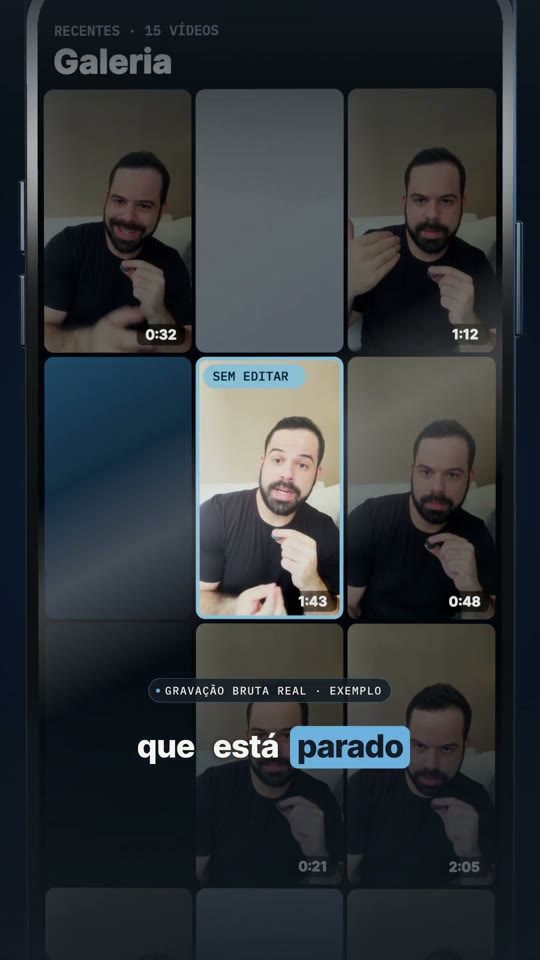 RECENTES · 15 VÍDEOS
Galeria
0:32
1:12
SEM EDITAR
1:43
0:48
GRAVAÇÃO BRUTA REAL · EXEMPLO
que está parado
0:21
2:05